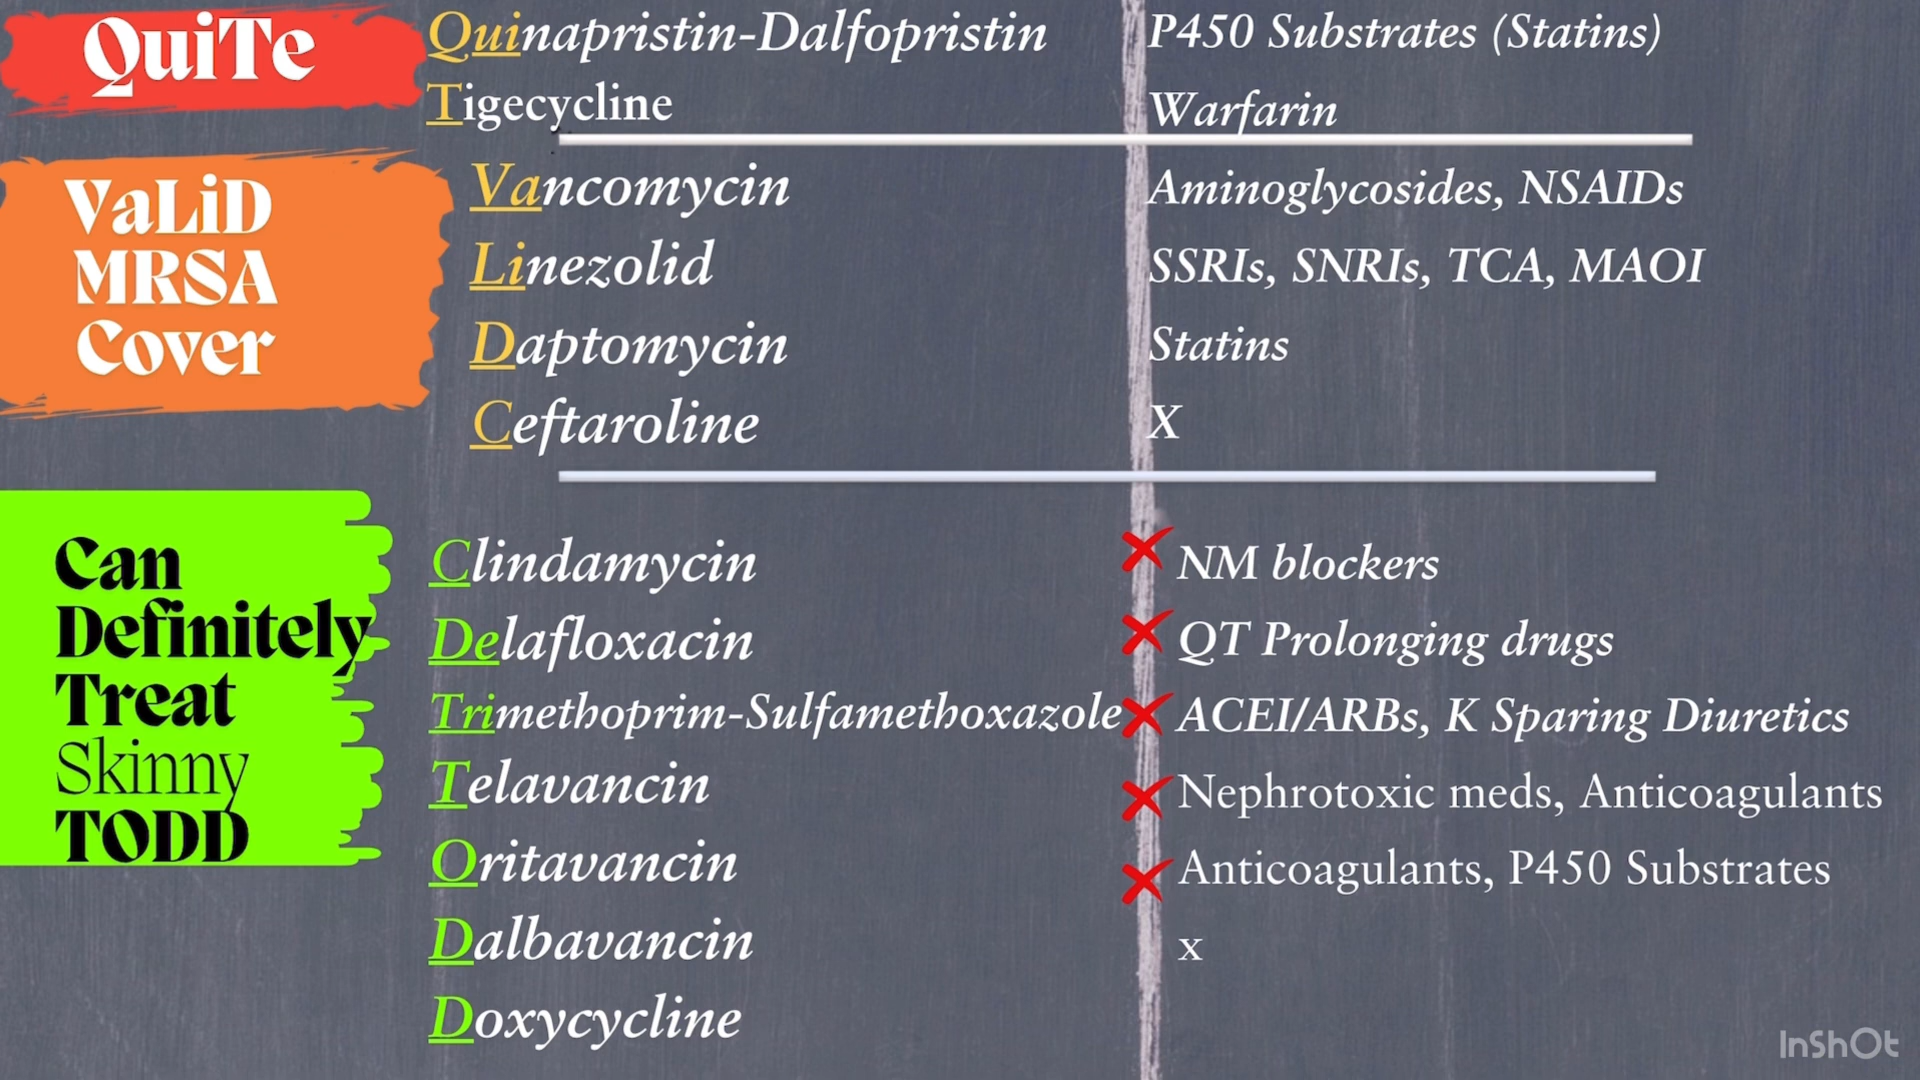 QuiTe
Quinapristin-Dalfopristin
P450 Substrates (Statins)
Tigecycline
Warfarin
VaLiD
MRSA
Cover
Vancomycin
Aminoglycosides, NSAIDs
Linezolid
SSRIs, SNRIs, TCA, MAOI
Daptomycin
Statins
Ceftaroline
X
Can
Definitely
Treat
Skinny
TODD
Clindamycin
NM blockers
Delafloxacin
QT Prolonging drugs
Trimethoprim-Sulfamethoxazole
ACEI/ARBs, K Sparing Diuretics
Telavancin
Nephrotoxic meds, Anticoagulants
Oritavancin
Anticoagulants, P450 Substrates
Dalbavancin
x
Doxycycline
InShOt